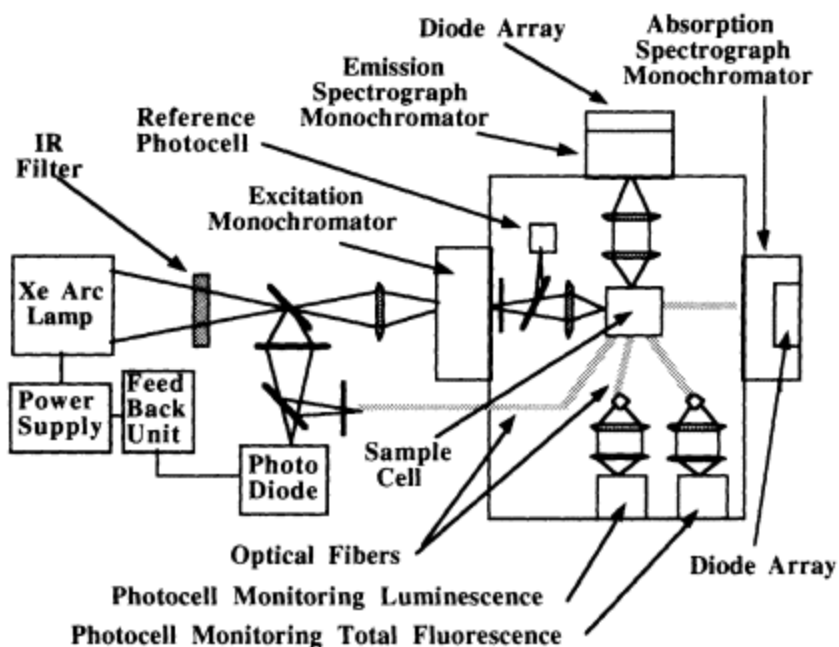 Diode Array
Absorption
Spectrograph
Monochromator
Emission
Spectrograph
Monochromator
Reference
Photocell
IR
Filter
Excitation
Monochromator
Xe Arc
Lamp
Power
Supply
Feed
Back
Unit
Photo
Diode
Sample
Cell
Optical Fibers
Diode Array
Photocell Monitoring Luminescence
Photocell Monitoring Total Fluorescence